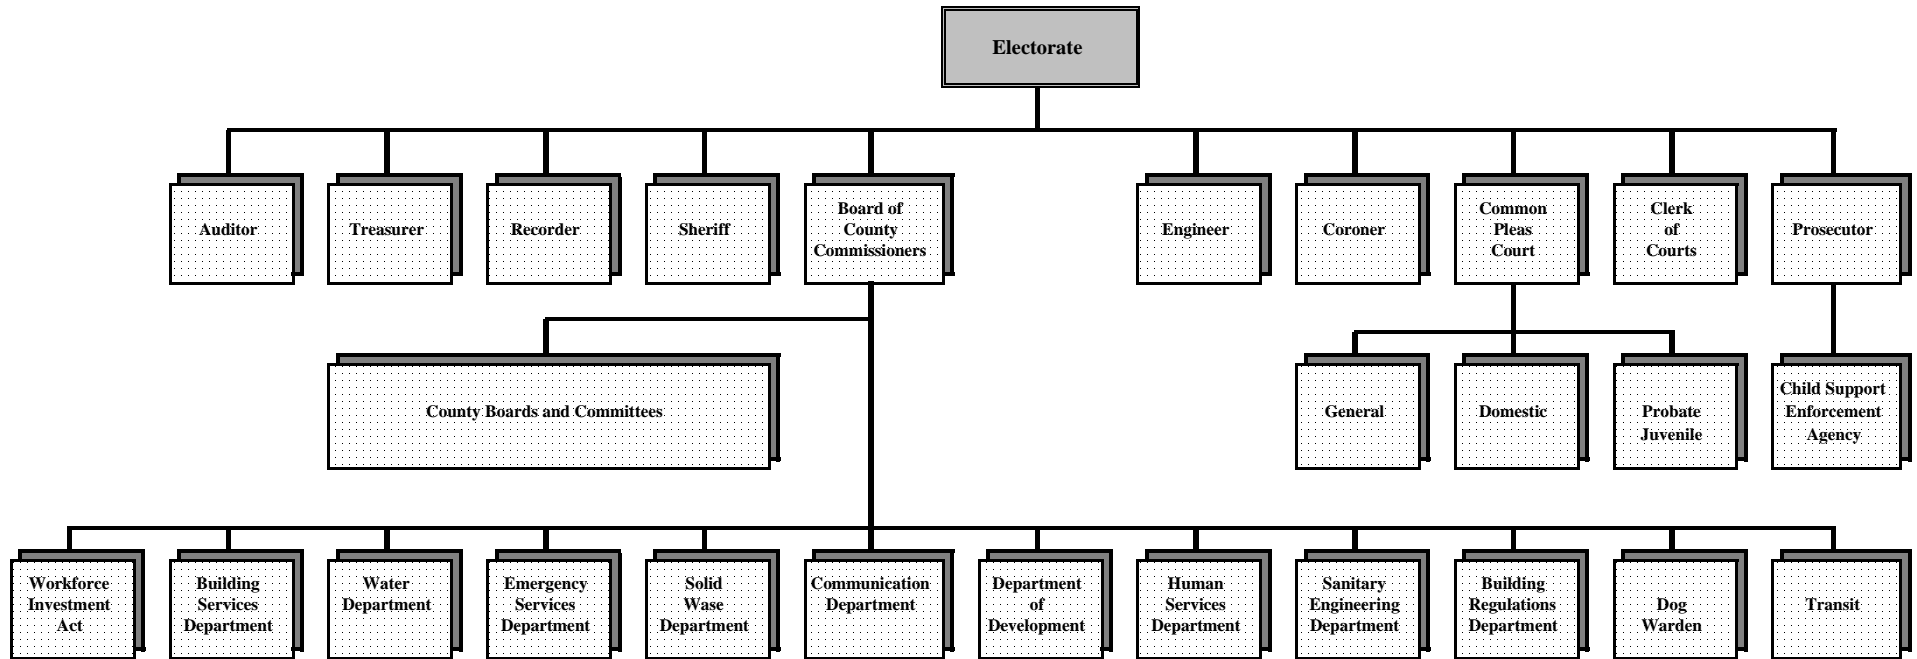 Electorate
Auditor
Treasurer
Recorder
Sheriff
Board of
County
Commissioners
Engineer
Coroner
Common
Pleas
Court
Clerk
of
Courts
Prosecutor
County Boards and Committees
General
Domestic
Probate
Juvenile
Child Support
Enforcement
Agency
Workforce
Investment
Act
Building
Services
Department
Water
Department
Emergency
Services
Department
Solid
Wase
Department
Communication
Department
Department
of
Development
Human
Services
Department
Sanitary
Engineering
Department
Building
Regulations
Department
Dog
Warden
Transit